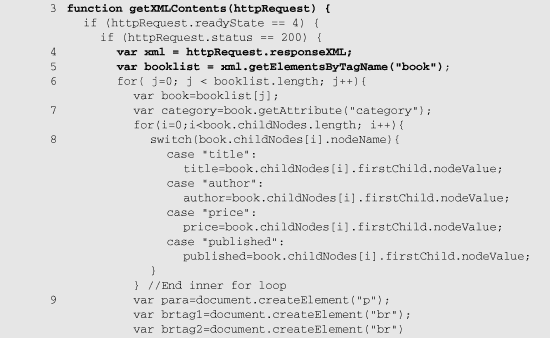 3 function getXMLContents(httpRequest) {
if (httpRequest.readyState == 4) {
if (httpRequest.status == 200) {
4 var xml = httpRequest.responseXML;
5 var booklist = xml.getElementsByTagName("book");
6 for( j=0; j < booklist.length; j++){
var book=booklist[j];
7 var category=book.getAttribute("category");
for(i=0;i<book.childNodes.length; i++){
8 switch(book.childNodes[i].nodeName){
case "title":
title=book.childNodes[i].firstChild.nodeValue;
case "author":
author=book.childNodes[i].firstChild.nodeValue;
case "price":
price=book.childNodes[i].firstChild.nodeValue;
case "published":
published=book.childNodes[i].firstChild.nodeValue;
}
} //End inner for loop
9 var para=document.createElement("p");
var brtag1=document.createElement("br");
var brtag2=document.createElement("br")